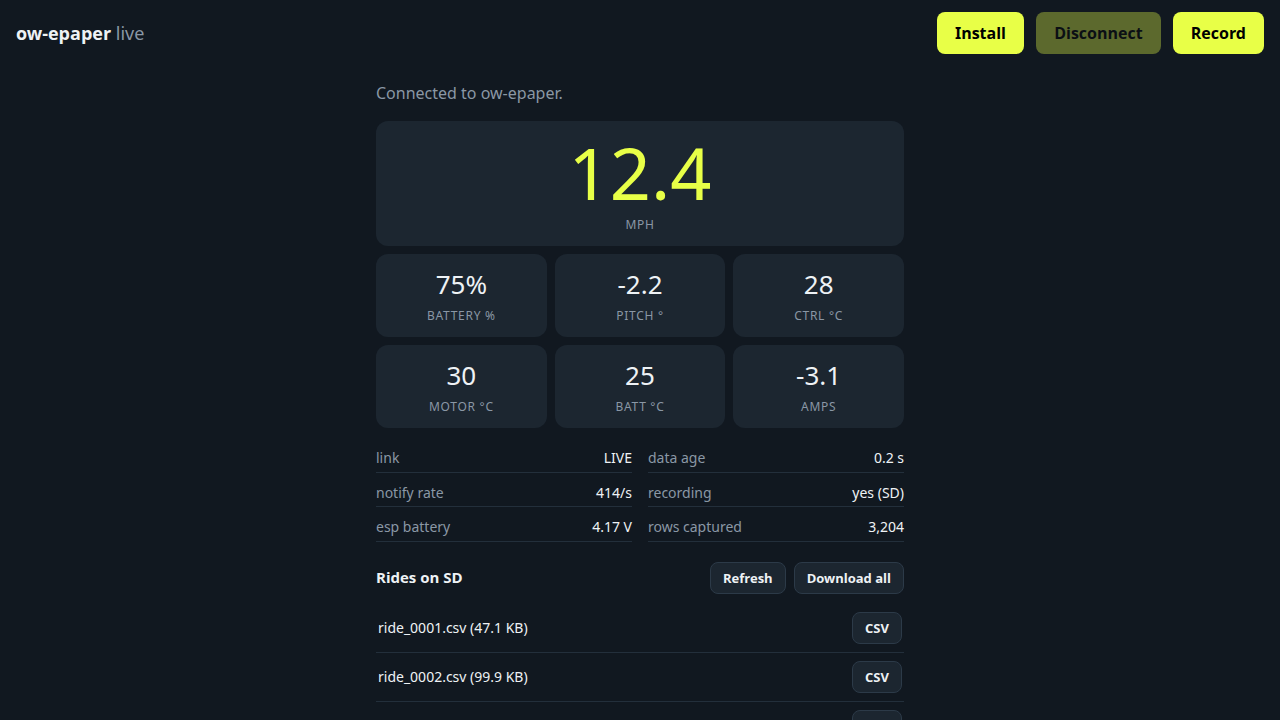 ow-epaper live
Install
Disconnect
Record
Connected to ow-epaper.
12.4
MPH
75%
BATTERY %
-2.2
PITCH °
28
CTRL °C
30
MOTOR °C
25
BATT °C
-3.1
AMPS
link LIVE
data age 0.2 s
notify rate 414/s
recording yes (SD)
esp battery 4.17 V
rows captured 3,204
Rides on SD
Refresh
Download all
ride_0001.csv (47.1 KB)
CSV
ride_0002.csv (99.9 KB)
CSV